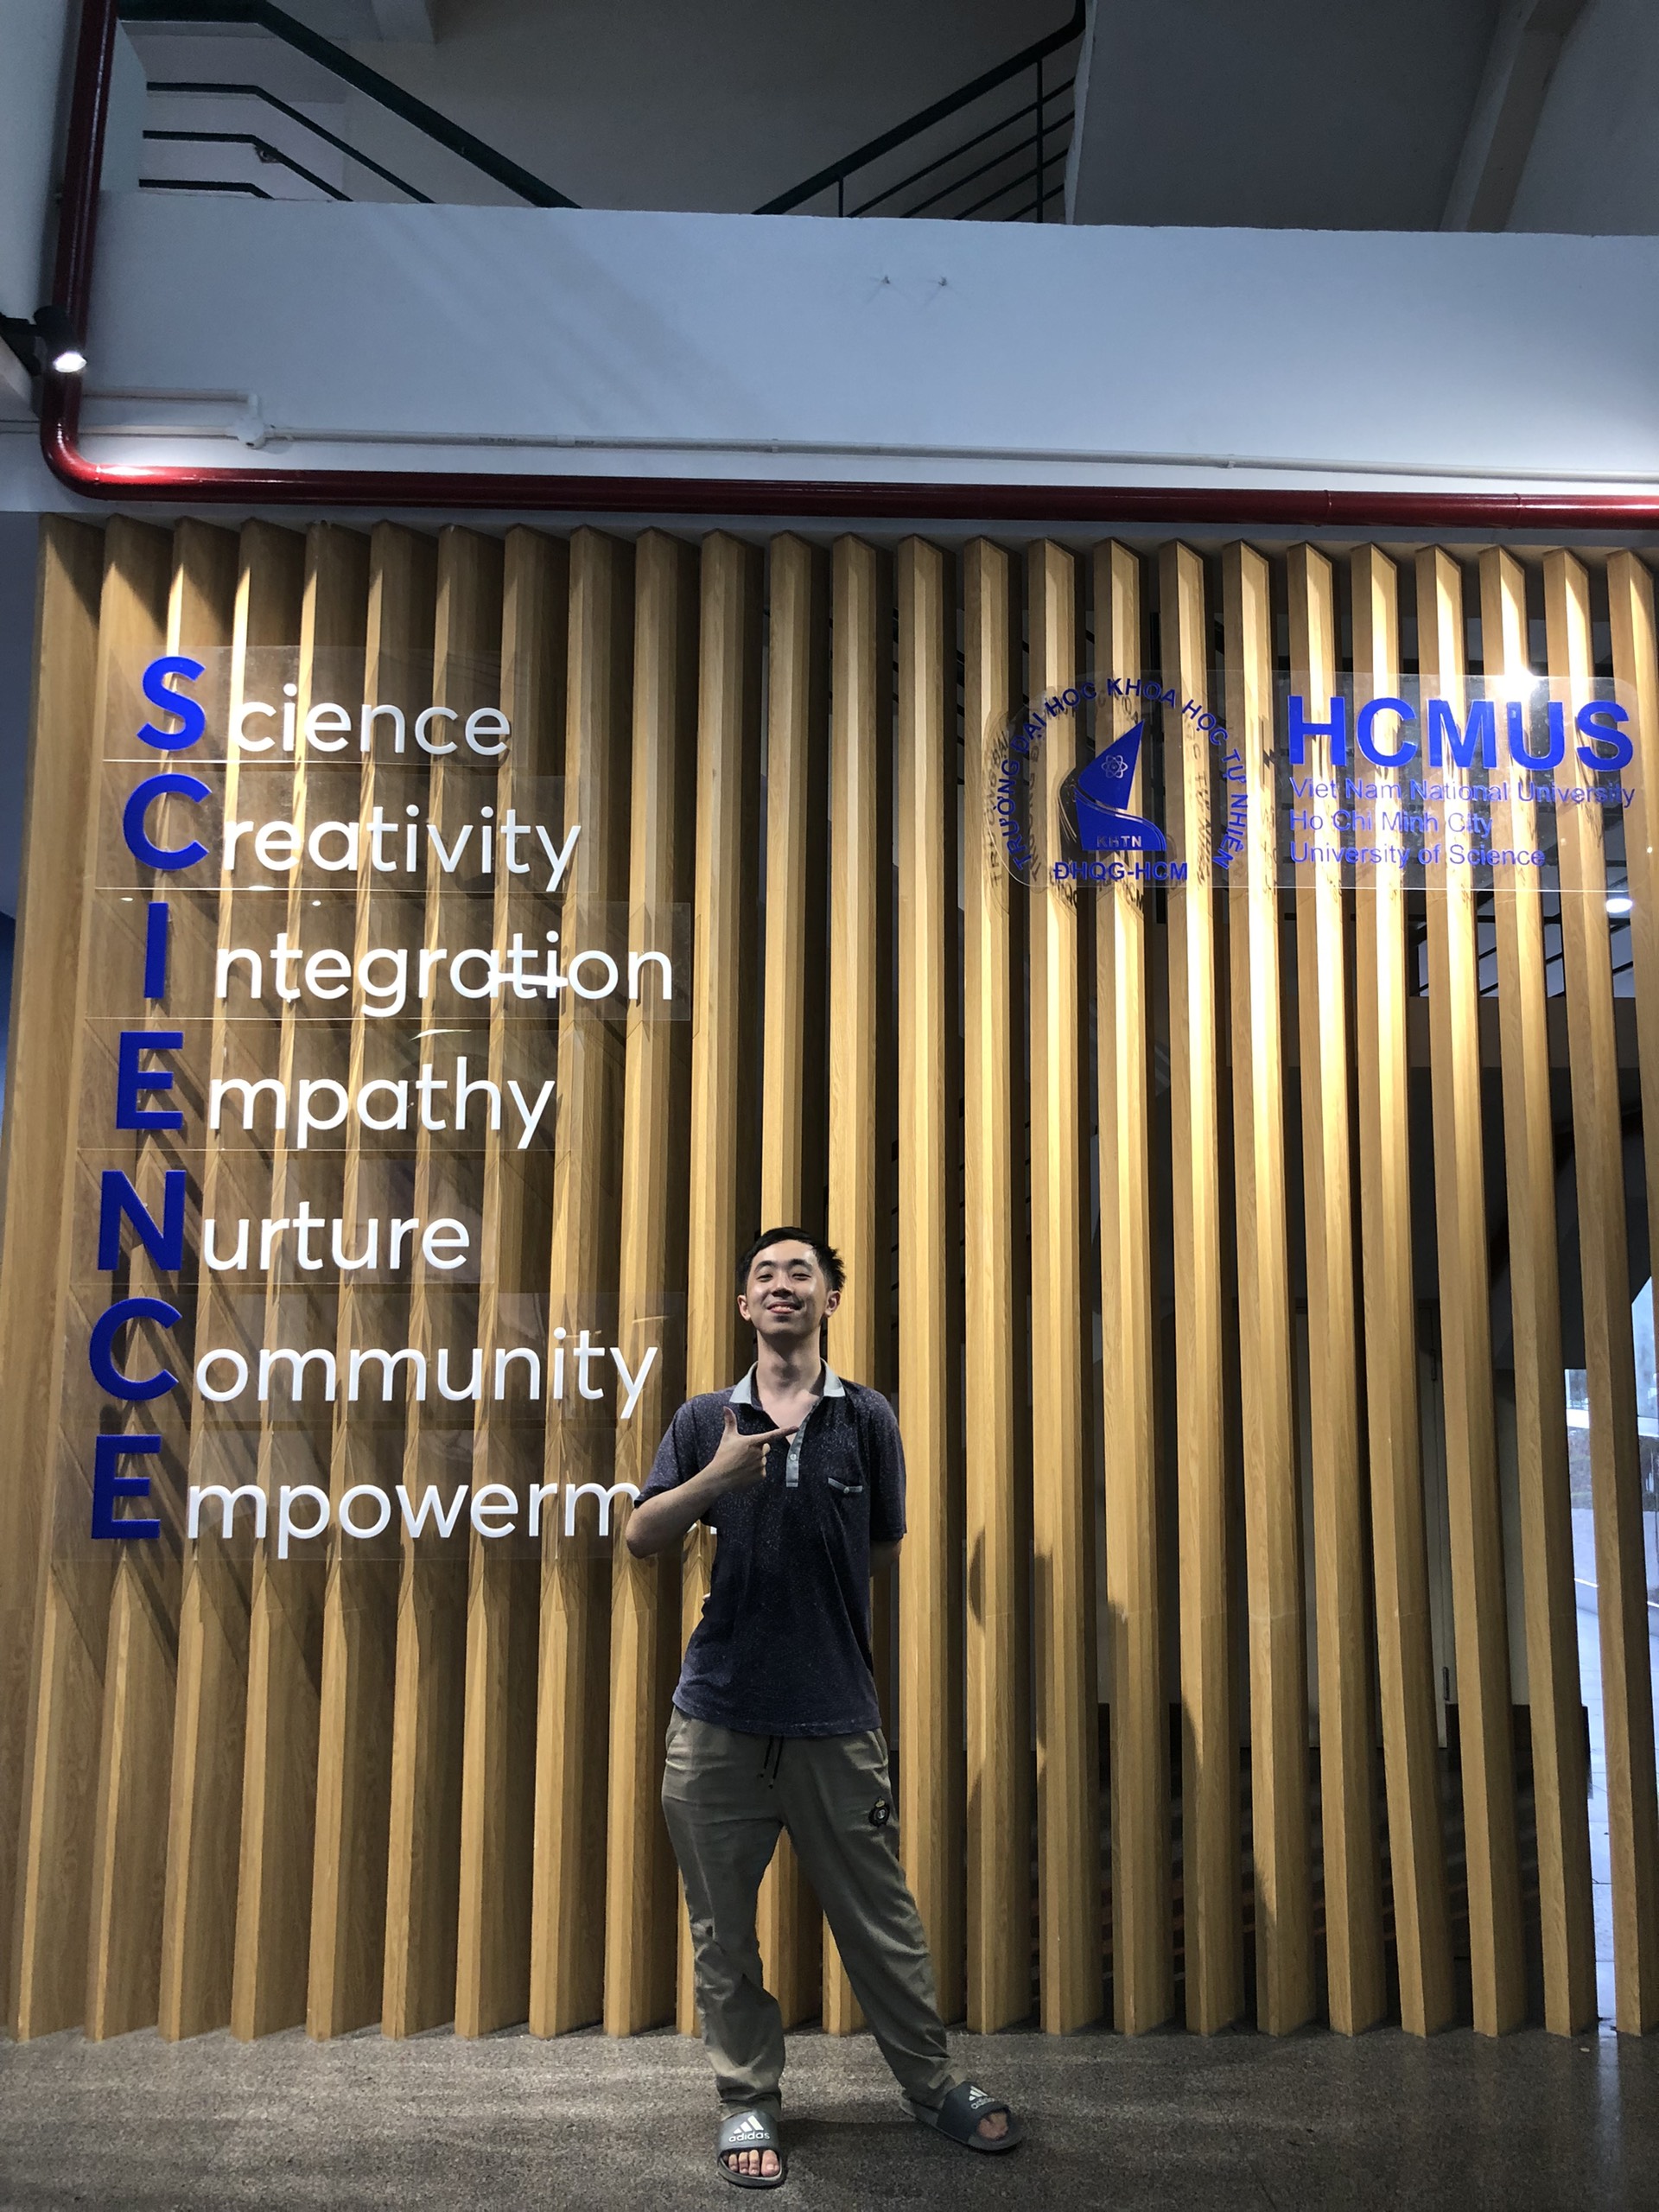 Science
Creativity
Integration
Empathy
Nurture
Community
Empowerm
TRƯỜNG ĐẠI HỌC KHOA HỌC TỰ NHIÊN
KHTN
ĐHQG-HCM
HCMUS
Viet Nam National University
Ho Chi Minh City
University of Science
adidas
adidas